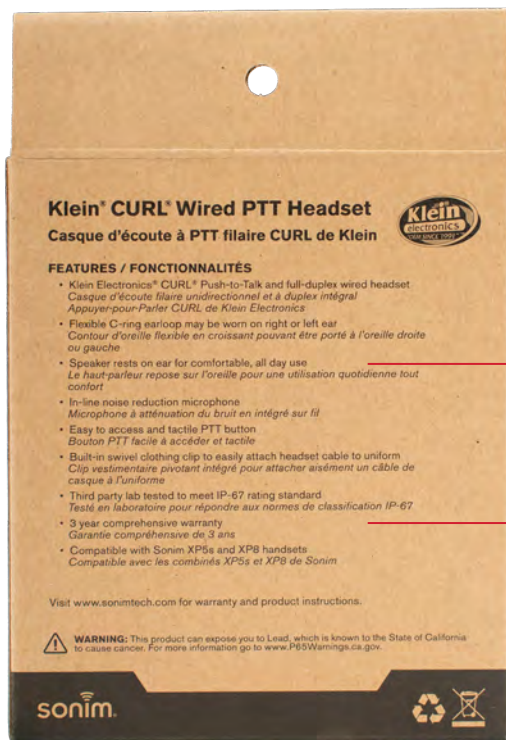 Klein® CURL® Wired PTT Headset
Klein
electronics
Casque d'écoute à PTT filaire CURL de Klein
FEATURES / FONCTIONNALITÉS
• Klein Electronics® CURL® Push-to-Talk and full-duplex wired headset
Casque d'écoute filaire unidirectionnel et à duplex intégral
Appuyer-pour-Parler CURL de Klein Electronics
• Flexible C-ring earloop may be worn on right or left ear
Contour d'oreille flexible en croissant pouvant être porté à l'oreille droite
ou gauche
• Speaker rests on ear for comfortable, all day use
Le haut-parleur repose sur l'oreille pour une utilisation quotidienne tout
confort
• In-line noise reduction microphone
Microphone à atténuation du bruit en intégré sur fil
• Easy to access and tactile PTT button
Bouton PTT facile à accéder et tactile
• Built-in swivel clothing clip to easily attach headset cable to uniform
Clip vestimentaire pivotant intégré pour attacher aisément un câble de
casque à l'uniforme
• Third party lab tested to meet IP-67 rating standard
Testé en laboratoire pour répondre aux normes de classification IP-67
• 3 year comprehensive warranty
Garantie compréhensive de 3 ans
• Compatible with Sonim XP5s and XP8 handsets
Compatible avec les combinés XP5s et XP8 de Sonim
Visit www.sonimtech.com for warranty and product instructions.
WARNING: This product can expose you to Lead, which is known to the State of California
to cause cancer. For more information go to www.P65Warnings.ca.gov.
sonim.